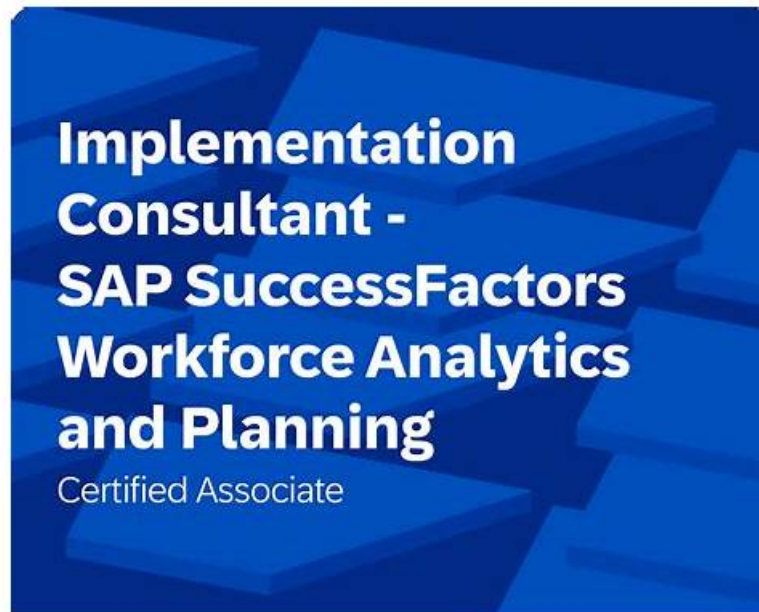 Implementation
Consultant -
SAP SuccessFactors
Workforce Analytics
and Planning
Certified Associate